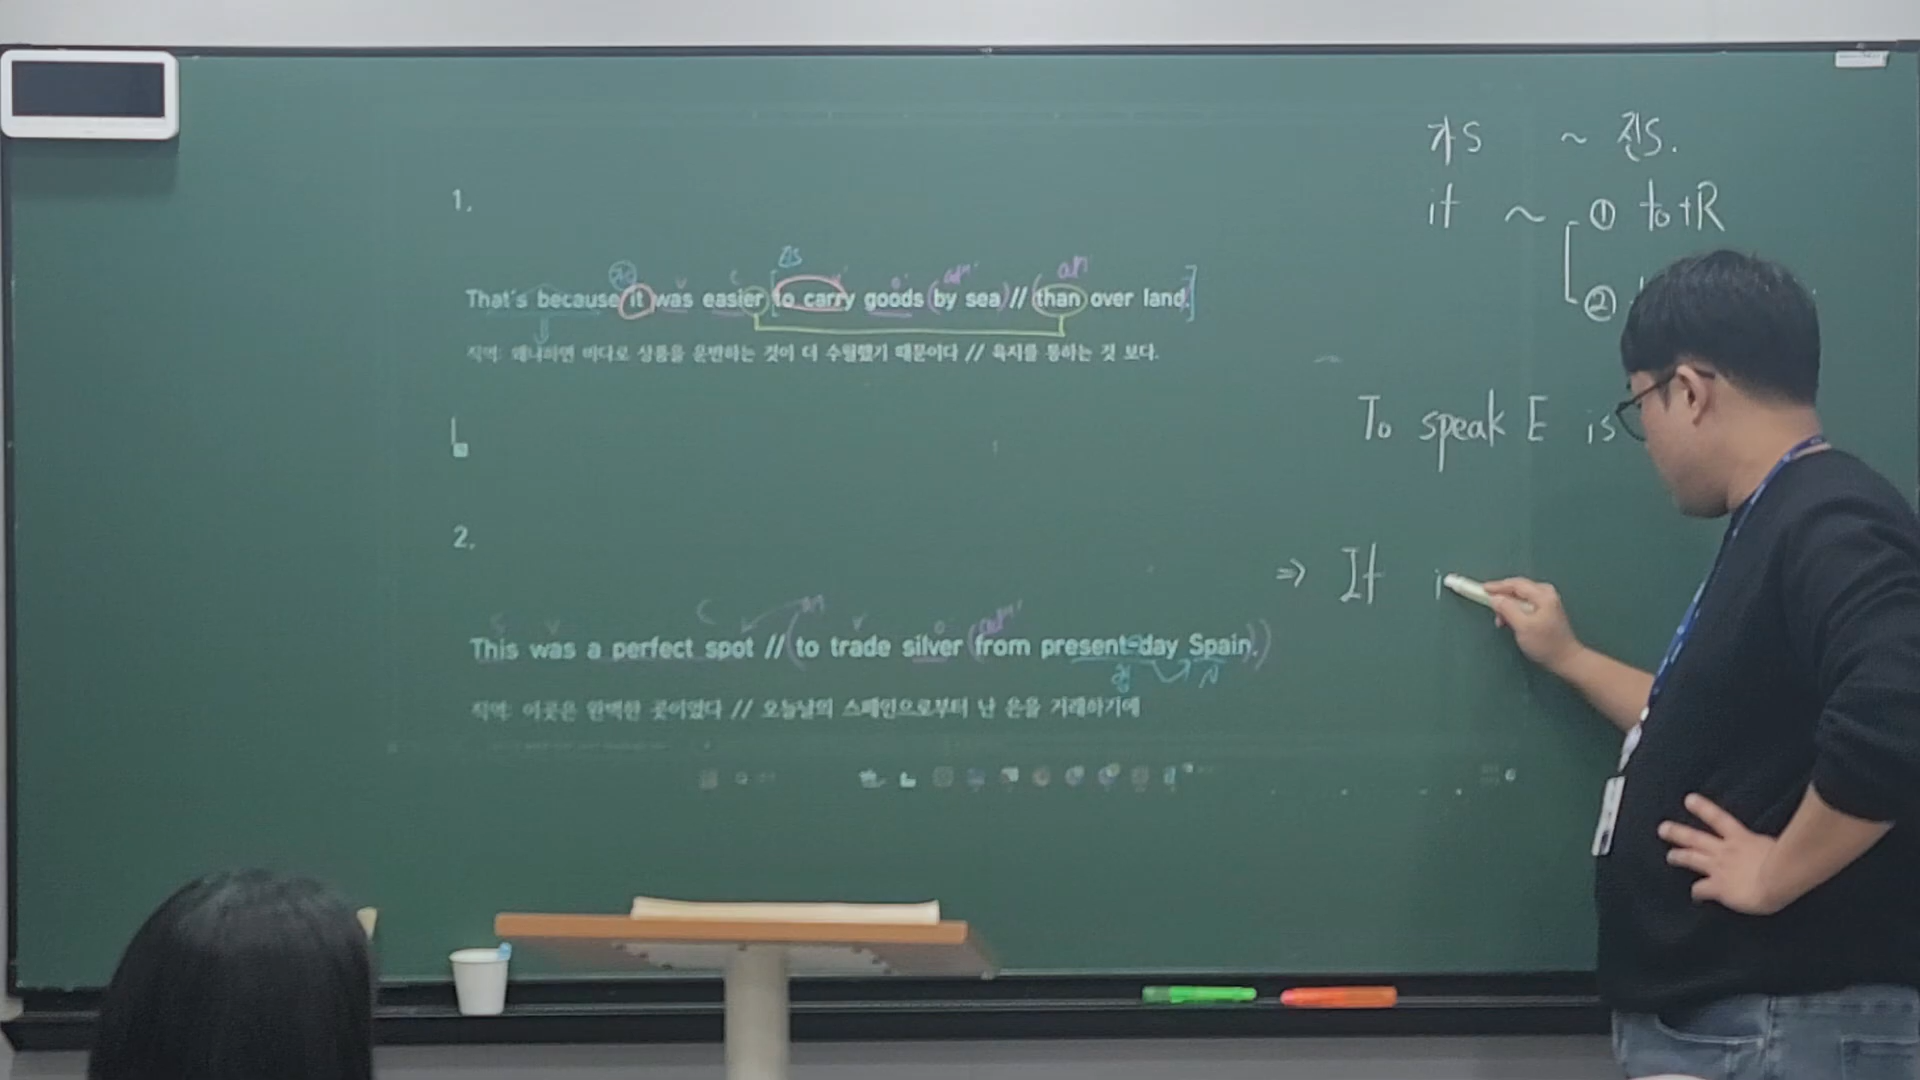 1.
That's because it was easier to carry goods by sea // than over land.
직역: 왜냐하면 바다로 상품을 운반하는 것이 더 수월했기 때문이다 // 육지를 통하는 것 보다.
2.
This was a perfect spot // to trade silver from present-day Spain.
직역: 이곳은 완벽한 곳이었다 // 오늘날의 스페인으로부터 난 은을 거래하기에
가S ~ 진S.
it ~ ① to+R
②
To speak E is
⇒ It i